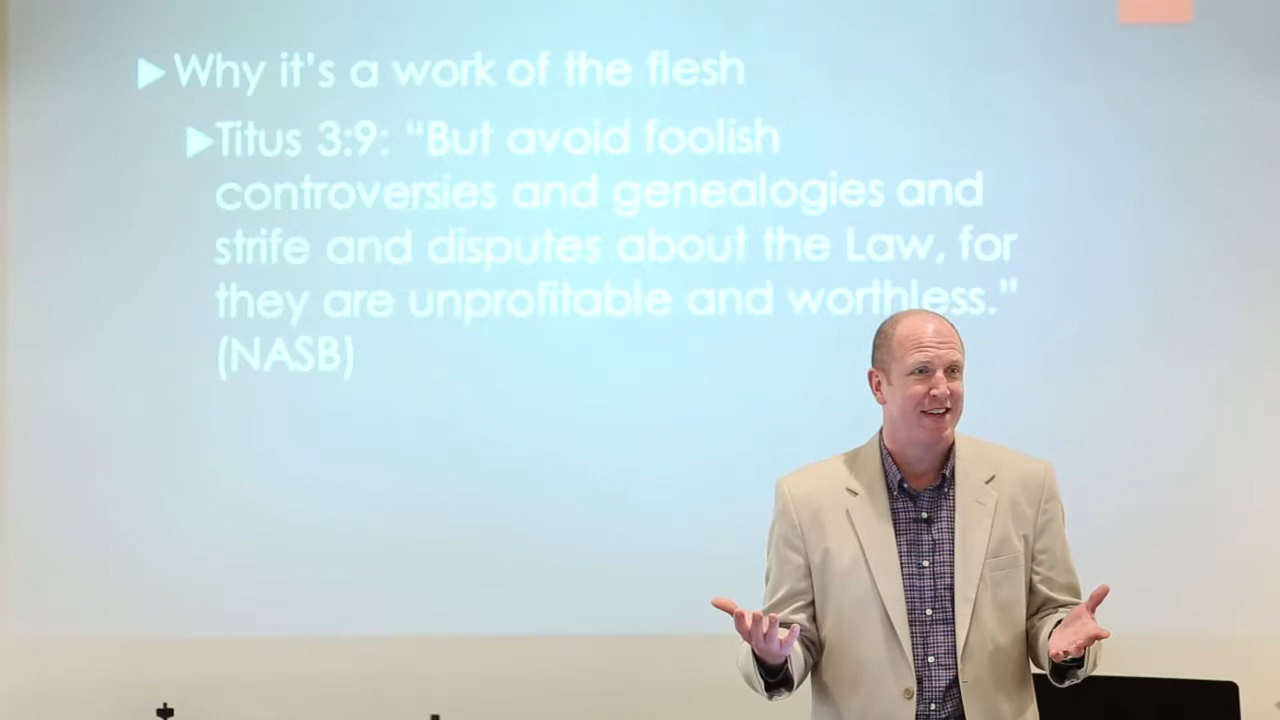 Why it's a work of the flesh
Titus 3:9: "But avoid foolish
controversies and genealogies and
strife and disputes about the Law, for
they are unprofitable and worthless."
(NASB)